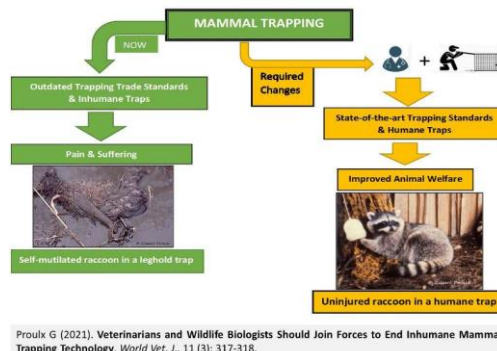 MAMMAL TRAPPING
NOW
Outdated Trapping Trade Standards
& Inhumane Traps
Pain & Suffering
Self-mutilated raccoon in a leghold trap
Required
Changes
+
State-of-the-art Trapping Standards
& Humane Traps
Improved Animal Welfare
Uninjured raccoon in a humane trap
Proulx G (2021). Veterinarians and Wildlife Biologists Should Join Forces to End Inhumane Mammal
Trapping Technology. World Vet. J., 11 (3): 317-318.